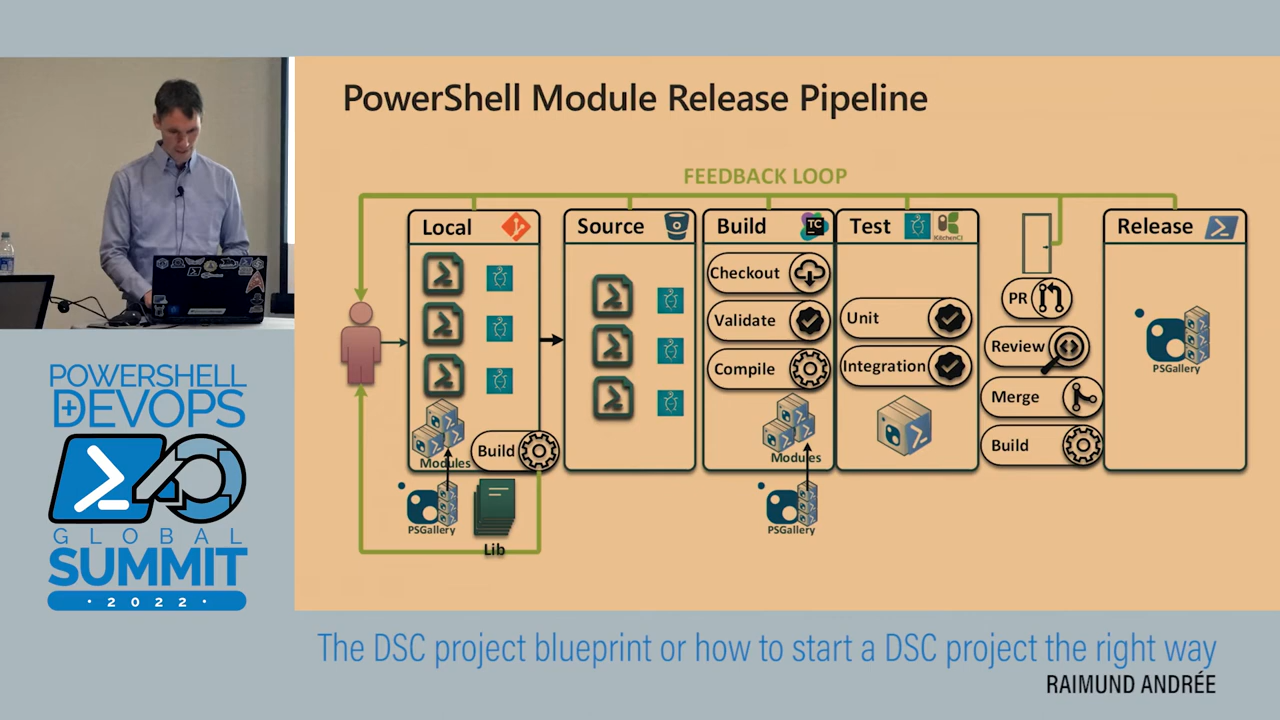 PowerShell Module Release Pipeline
FEEDBACK LOOP
Local
Source
Build
TC
Test
KitchenCI
Release
Checkout
Validate
Compile
Unit
Integration
PR
Review
Merge
Build
PSGallery
Modules
Build
Modules
PSGallery
Lib
PSGallery
POWERSHELL
DEVOPS
GLOBAL
SUMMIT
· 2022 ·
The DSC project blueprint or how to start a DSC project the right way
RAIMUND ANDRÉE